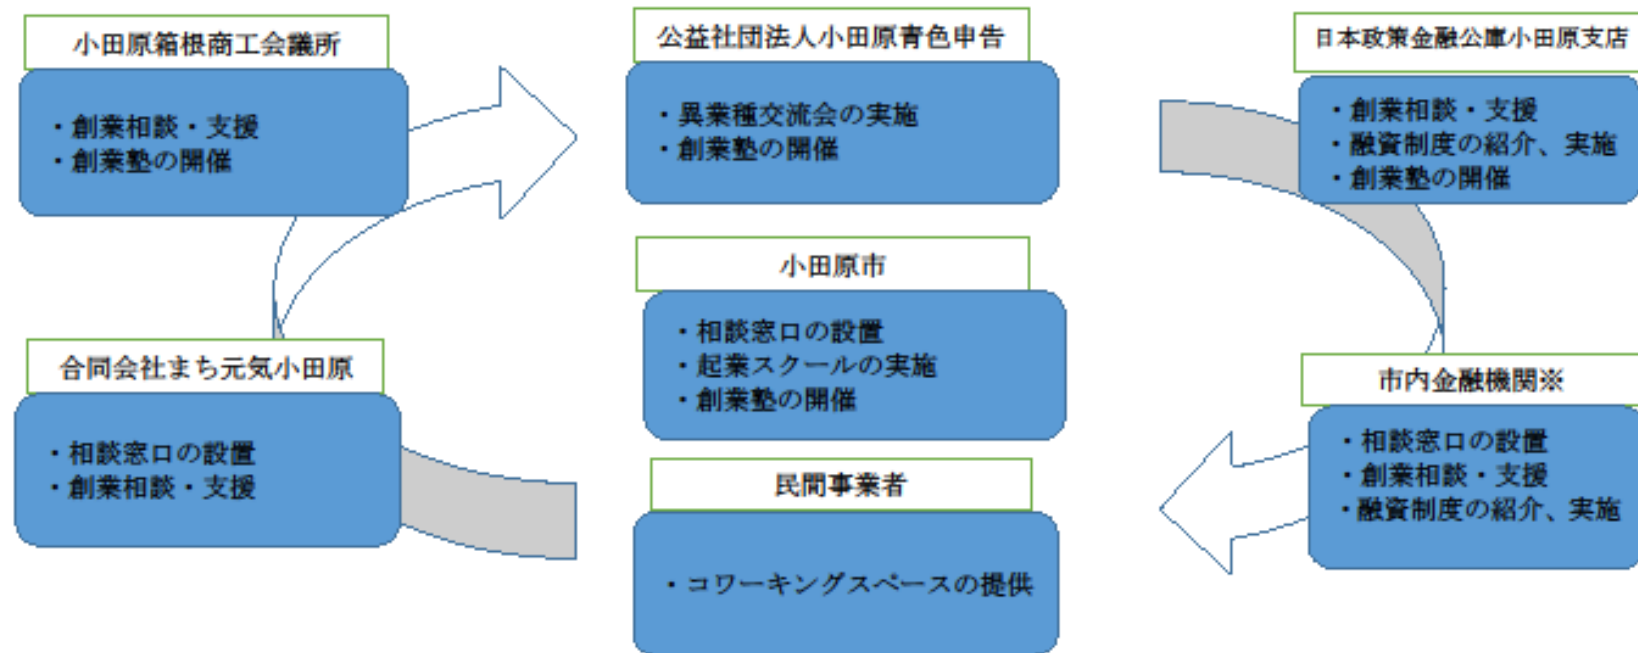 小田原箱根商工会議所
・創業相談・支援
・創業塾の開催
公益社団法人小田原青色申告
・異業種交流会の実施
・創業塾の開催
日本政策金融公庫小田原支店
・創業相談・支援
・融資制度の紹介、実施
・創業塾の開催
小田原市
・相談窓口の設置
・起業スクールの実施
・創業塾の開催
合同会社まち元気小田原
・相談窓口の設置
・創業相談・支援
民間事業者
・コワーキングスペースの提供
市内金融機関※
・相談窓口の設置
・創業相談・支援
・融資制度の紹介、実施